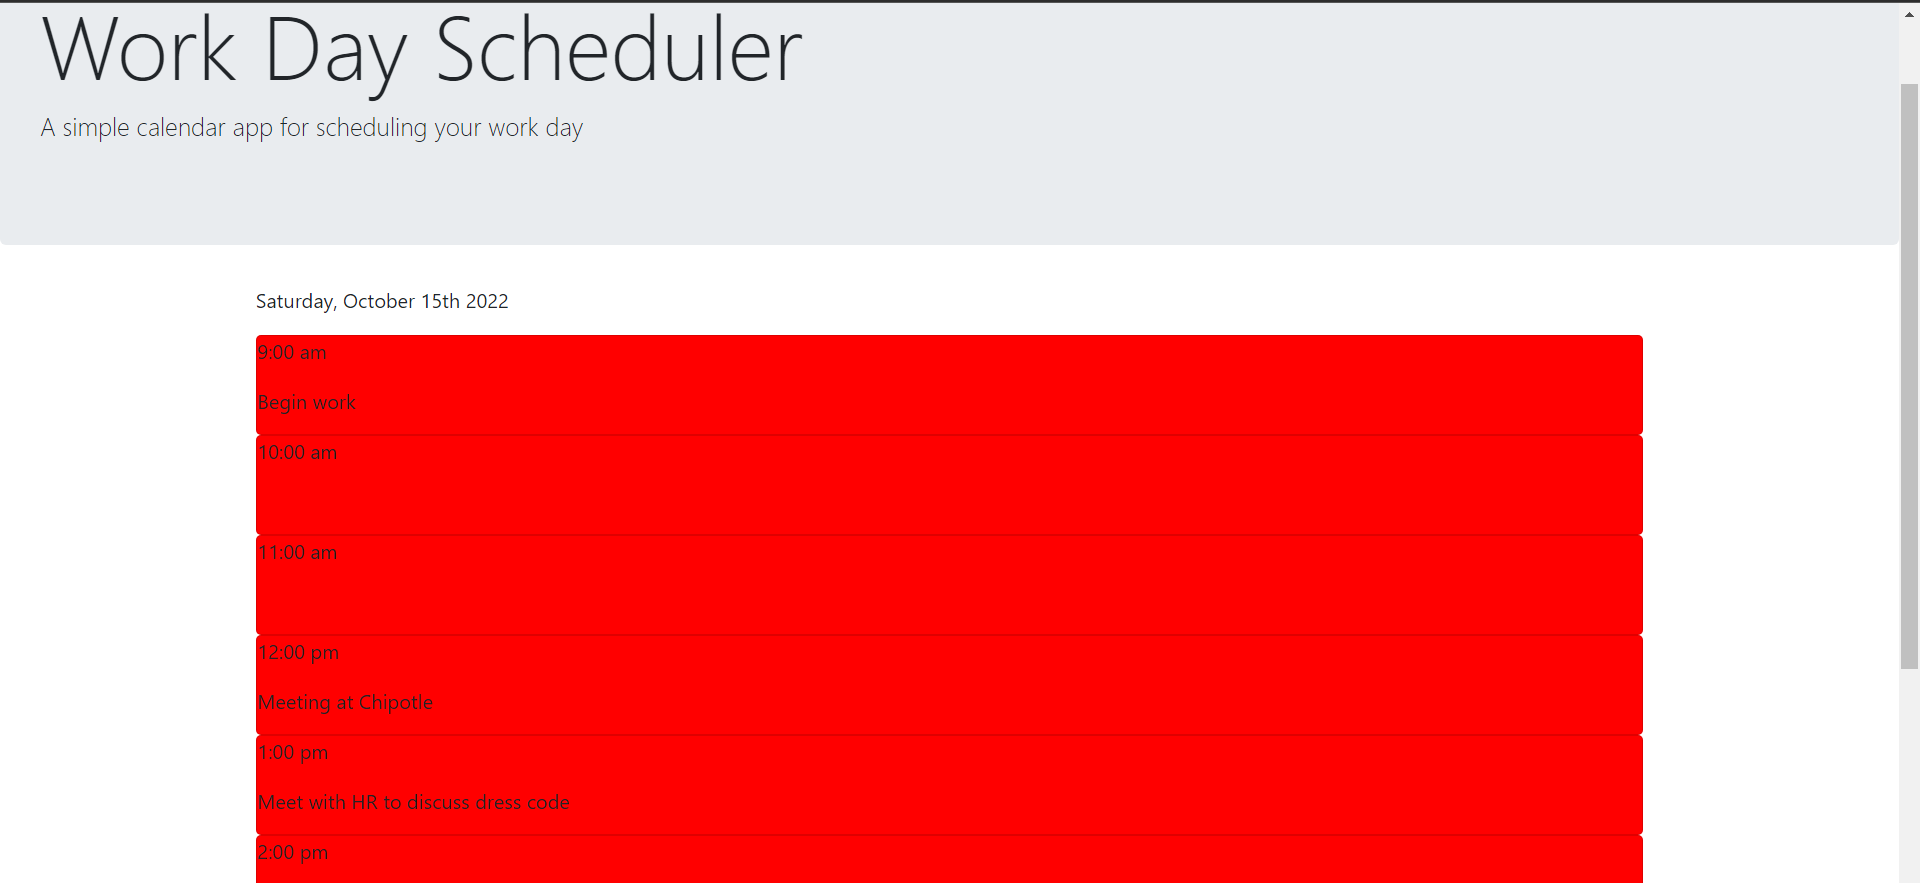 Work Day Scheduler
A simple calendar app for scheduling your work day
Saturday, October 15th 2022
9:00 am
Begin work
10:00 am
11:00 am
12:00 pm
Meeting at Chipotle
1:00 pm
Meet with HR to discuss dress code
2:00 pm